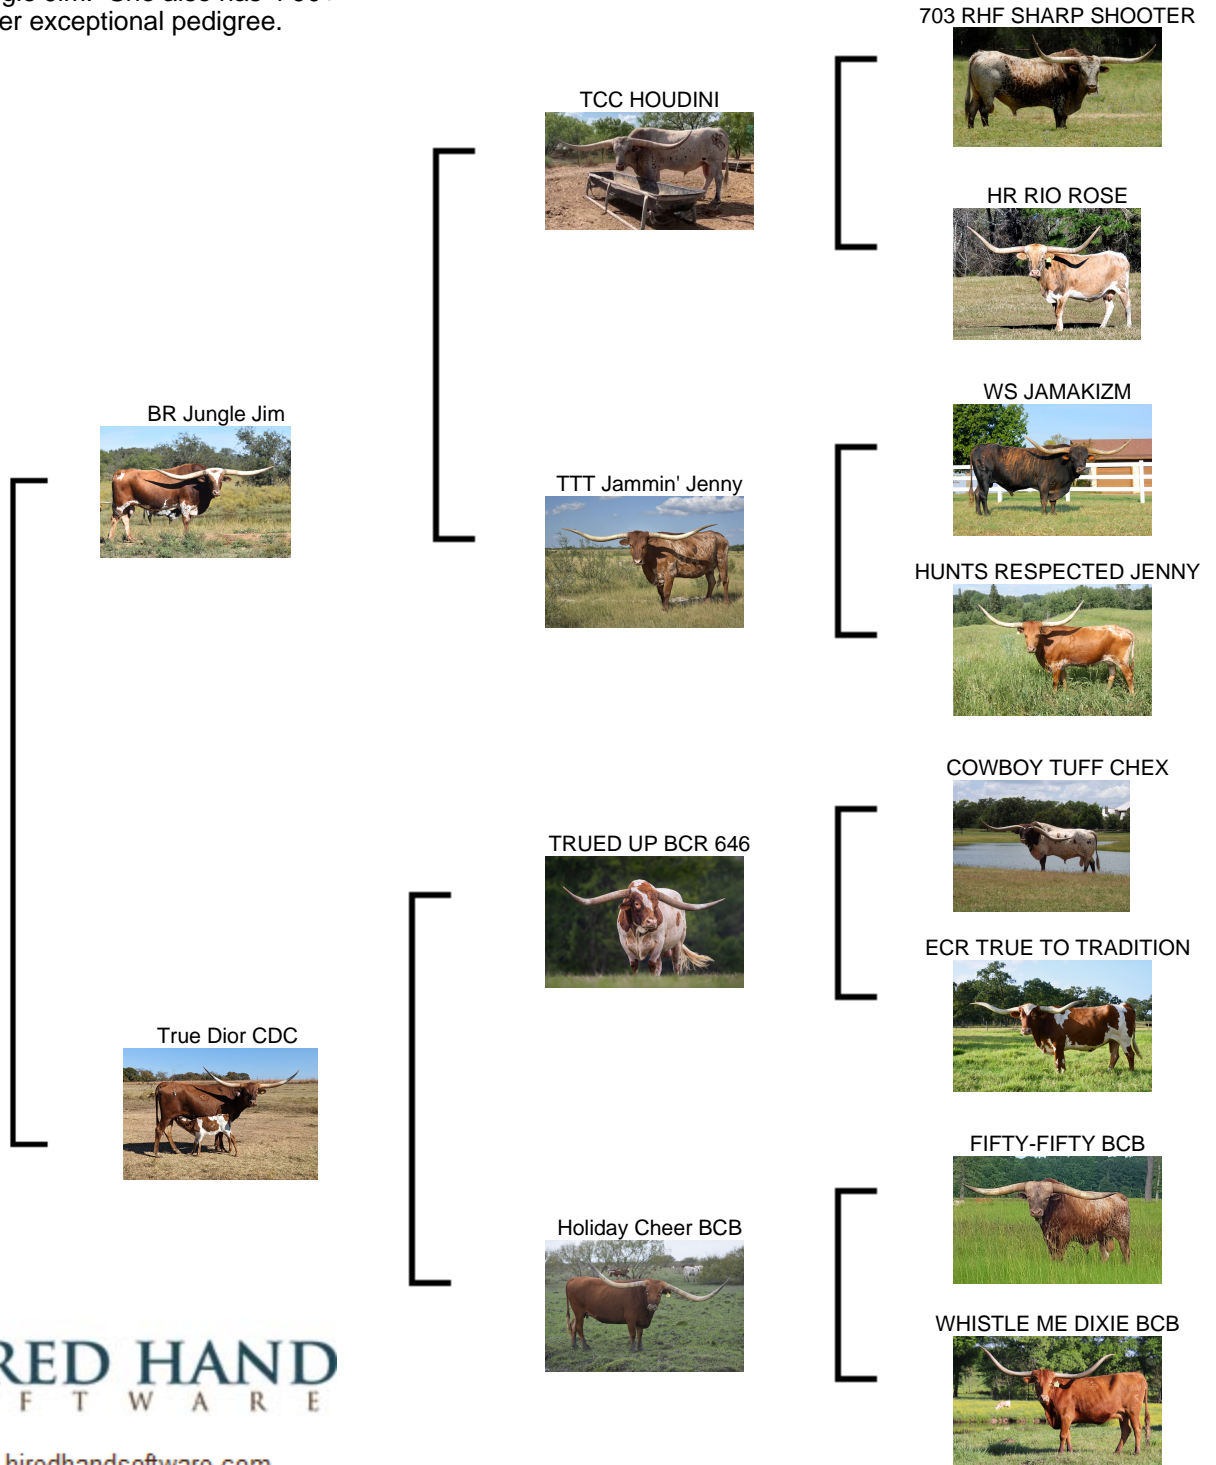 er exceptional pedigree.
703 RHF SHARP SHOOTER
TCC HOUDINI
HR RIO ROSE
WS JAMAKIZM
BR Jungle Jim
TTT Jammin' Jenny
HUNTS RESPECTED JENNY
COWBOY TUFF CHEX
TRUED UP BCR 646
ECR TRUE TO TRADITION
True Dior CDC
FIFTY-FIFTY BCB
Holiday Cheer BCB
WHISTLE ME DIXIE BCB
RED HAND
F T W A R E
hiredhandsoftware.com